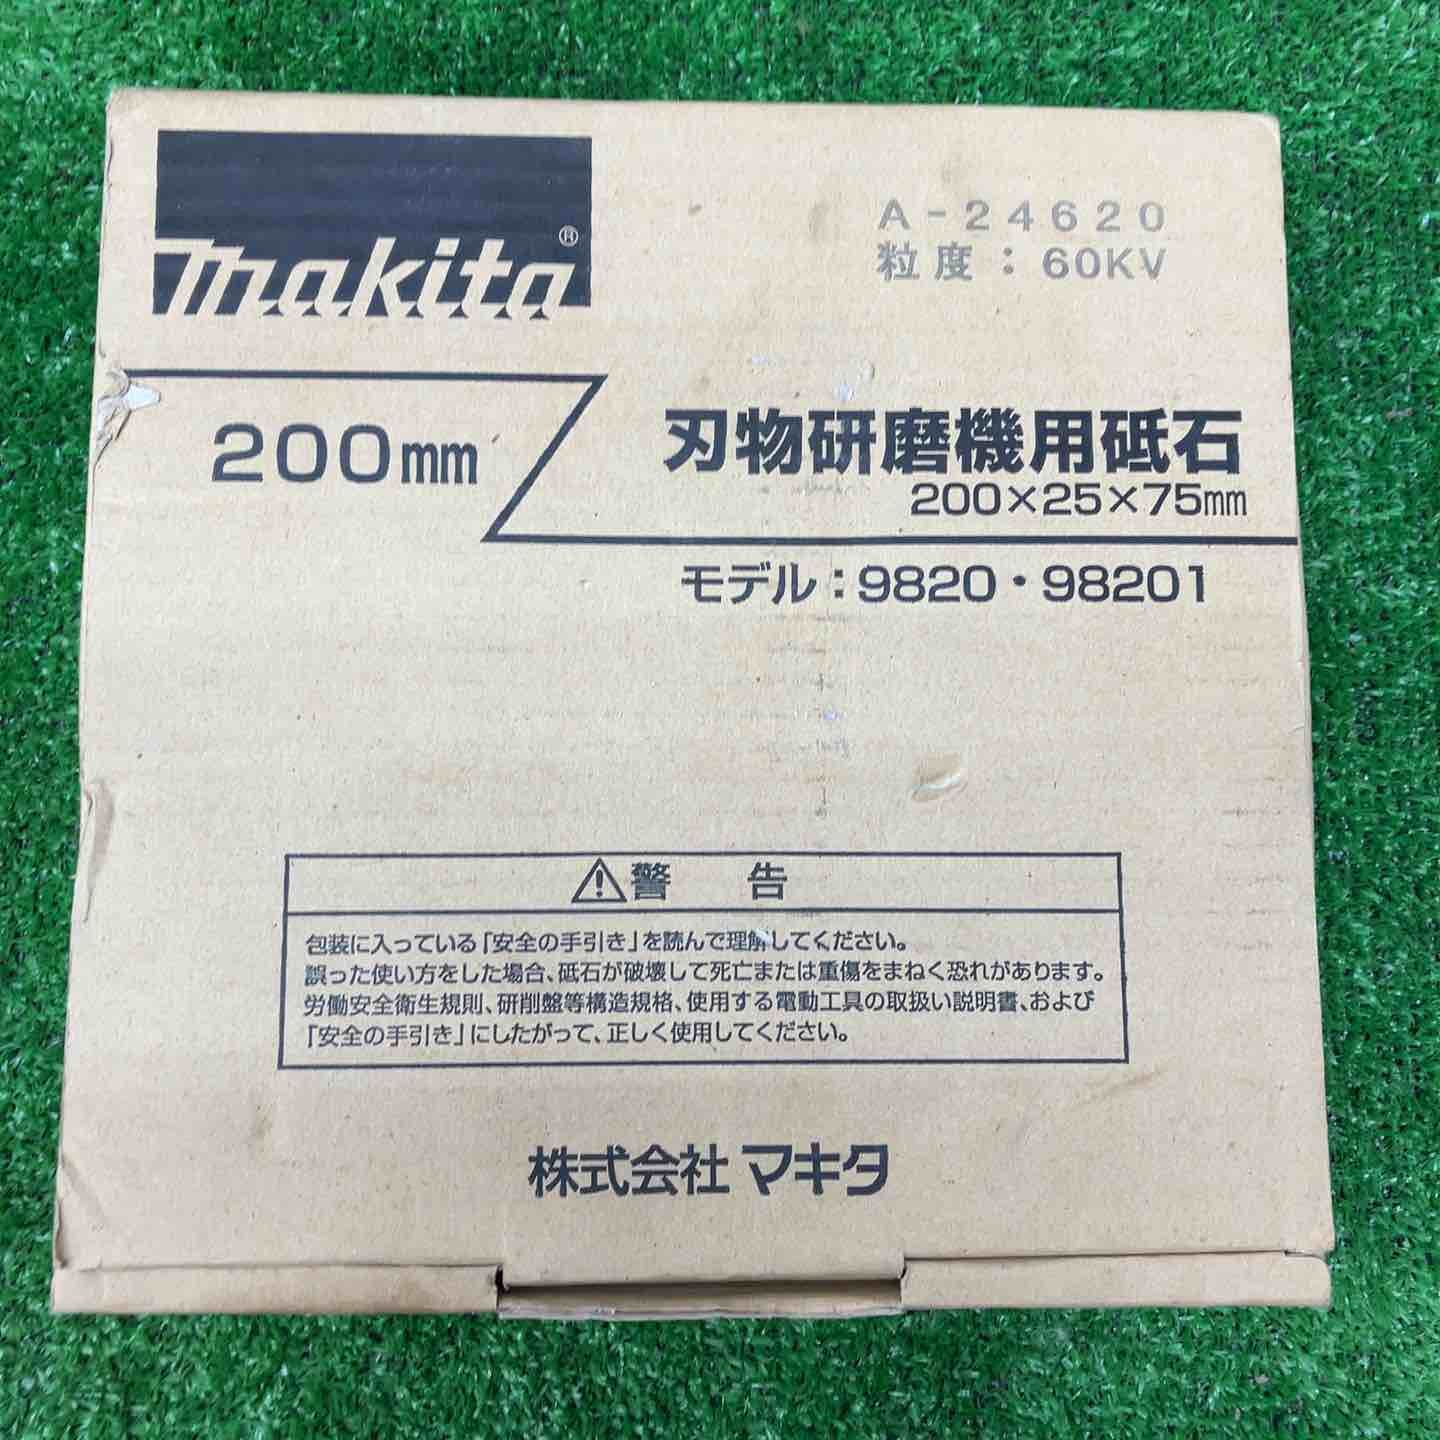 makita®
A-24620
粒度：60KV
200mm
刃物研磨機用砥石
200×25×75mm
モデル：9820・98201
⚠警 告
包装に入っている「安全の手引き」を読んで理解してください。
誤った使い方をした場合、砥石が破壊して死亡または重傷をまねく恐れがあります。
労働安全衛生規則、研削盤等構造規格、使用する電動工具の取扱い説明書、および
「安全の手引き」にしたがって、正しく使用してください。
株式会社 マキタ